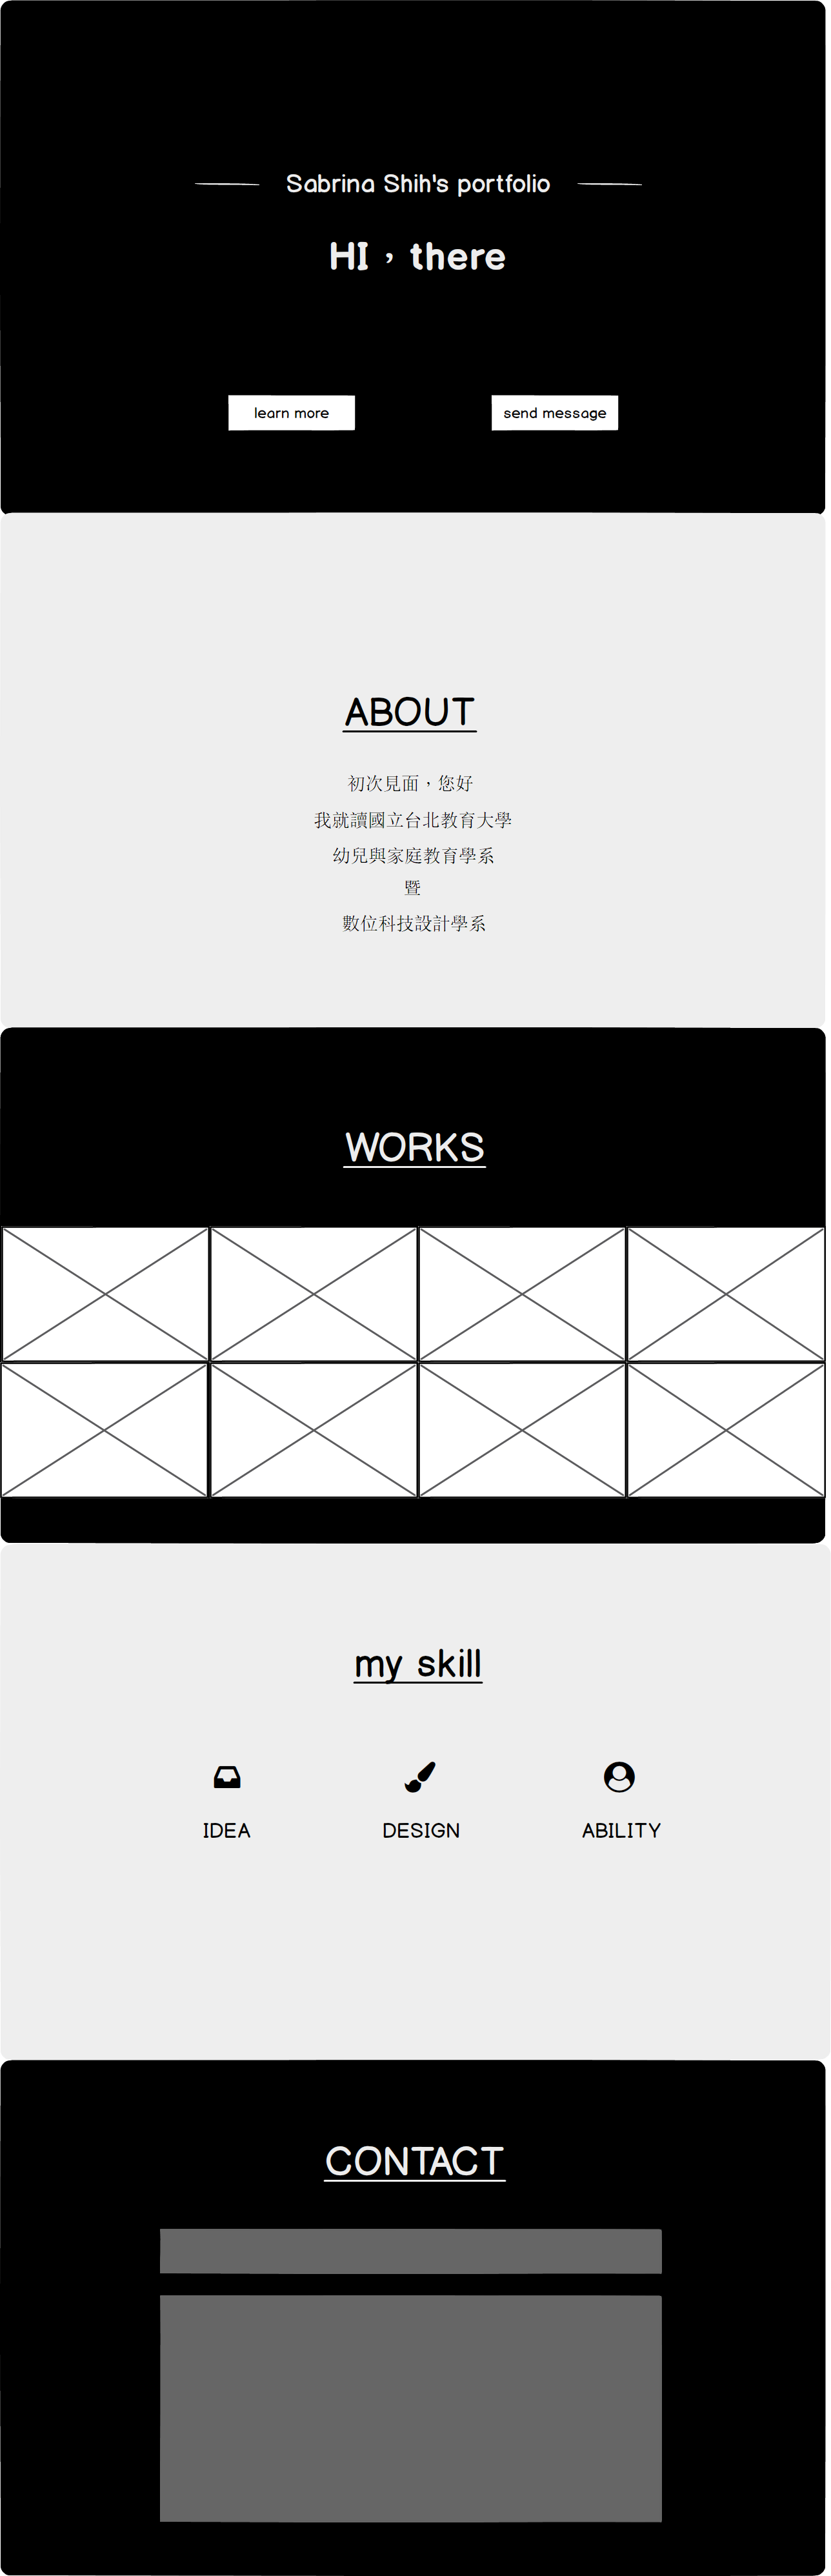 Sabrina Shih's portfolio
HI，there
learn more
send message
ABOUT
初次見面，您好
我就讀國立台北教育大學
幼兒與家庭教育學系
暨
數位科技設計學系
WORKS
my skill
IDEA
DESIGN
ABILITY
CONTACT